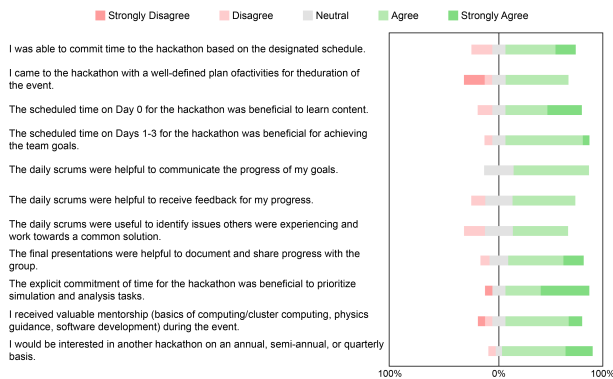 Strongly Disagree Disagree Neutral Agree Strongly Agree
I was able to commit time to the hackathon based on the designated schedule.
I came to the hackathon with a well-defined plan ofactivities for theduration of
the event.
The scheduled time on Day 0 for the hackathon was beneficial to learn content.
The scheduled time on Days 1-3 for the hackathon was beneficial for achieving
the team goals.
The daily scrums were helpful to communicate the progress of my goals.
The daily scrums were helpful to receive feedback for my progress.
The daily scrums were useful to identify issues others were experiencing and
work towards a common solution.
The final presentations were helpful to document and share progress with the
group.
The explicit commitment of time for the hackathon was beneficial to prioritize
simulation and analysis tasks.
I received valuable mentorship (basics of computing/cluster computing, physics
guidance, software development) during the event.
I would be interested in another hackathon on an annual, semi-annual, or quarterly
basis.
100% 0% 100%